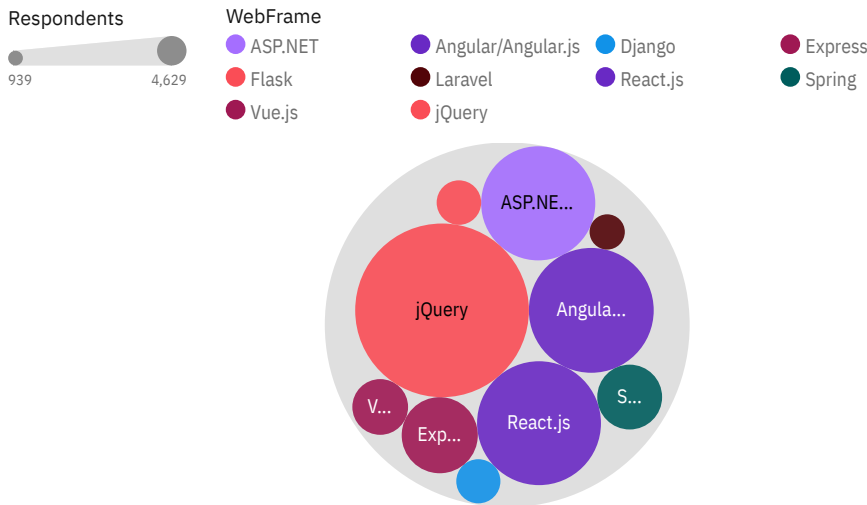 Respondents
939 4,629
WebFrame
ASP.NET Angular/Angular.js Django Express
Flask Laravel React.js Spring
Vue.js jQuery
ASP.NE...
jQuery
Angula...
V...
Exp...
React.js
S...